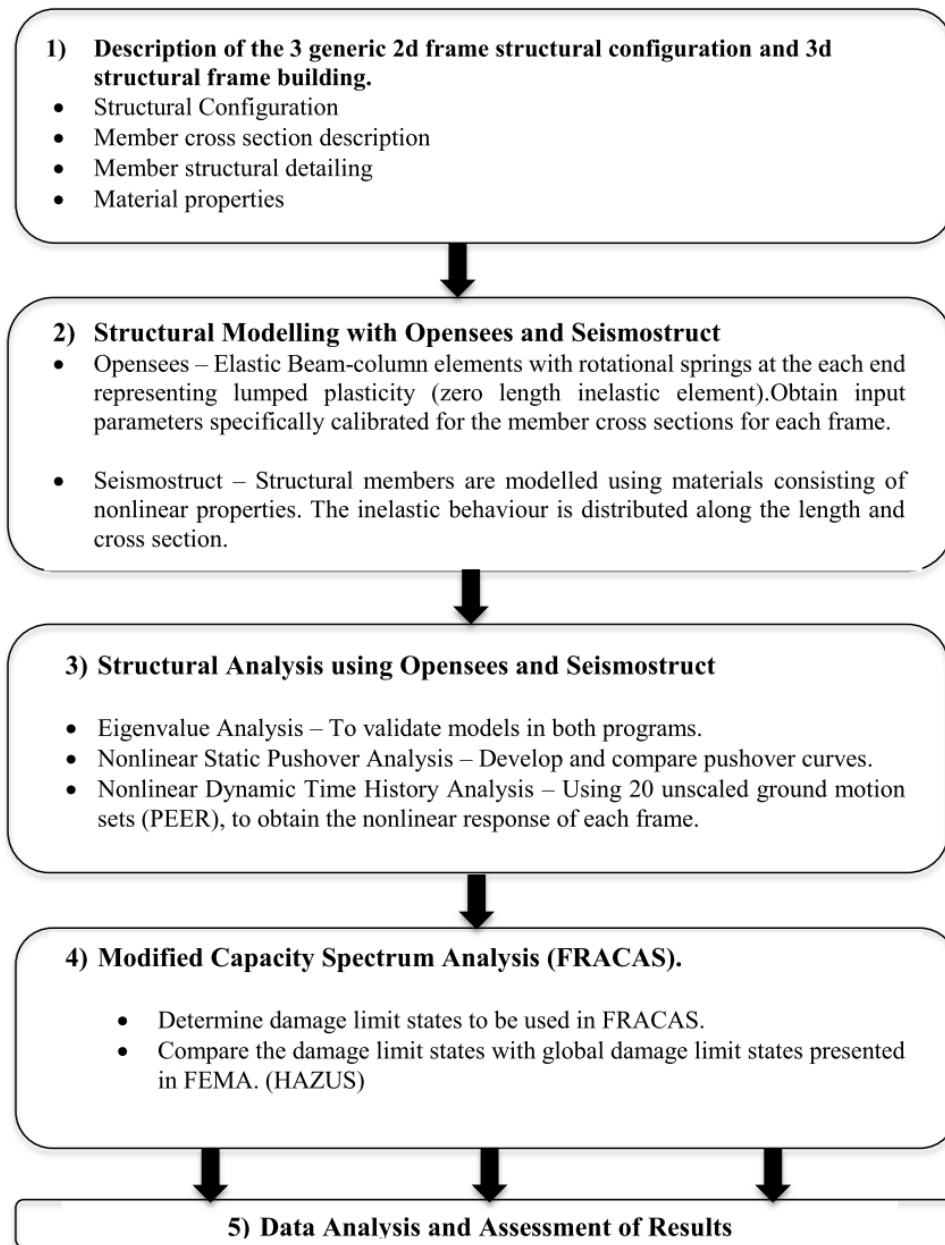 1) Description of the 3 generic 2d frame structural configuration and 3d
structural frame building.
• Structural Configuration
• Member cross section description
• Member structural detailing
• Material properties
2) Structural Modelling with Opensees and Seismostruct
• Opensees – Elastic Beam-column elements with rotational springs at the each end
representing lumped plasticity (zero length inelastic element).Obtain input
parameters specifically calibrated for the member cross sections for each frame.
• Seismostruct – Structural members are modelled using materials consisting of
nonlinear properties. The inelastic behaviour is distributed along the length and
cross section.
3) Structural Analysis using Opensees and Seismostruct
• Eigenvalue Analysis – To validate models in both programs.
• Nonlinear Static Pushover Analysis – Develop and compare pushover curves.
• Nonlinear Dynamic Time History Analysis – Using 20 unscaled ground motion
sets (PEER), to obtain the nonlinear response of each frame.
4) Modified Capacity Spectrum Analysis (FRACAS).
• Determine damage limit states to be used in FRACAS.
• Compare the damage limit states with global damage limit states presented
in FEMA. (HAZUS)
5) Data Analysis and Assessment of Results